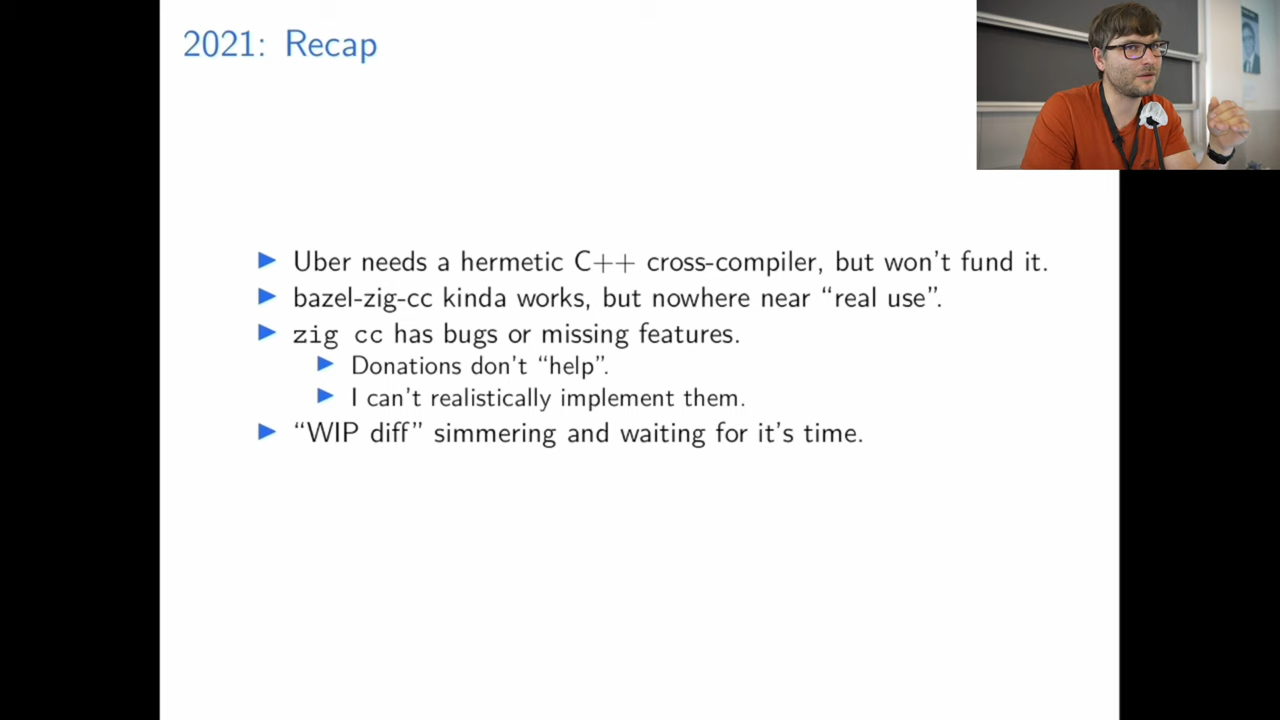 2021: Recap
Uber needs a hermetic C++ cross-compiler, but won't fund it.
bazel-zig-cc kinda works, but nowhere near “real use”.
zig cc has bugs or missing features.
Donations don't “help”.
I can't realistically implement them.
“WIP diff” simmering and waiting for it's time.